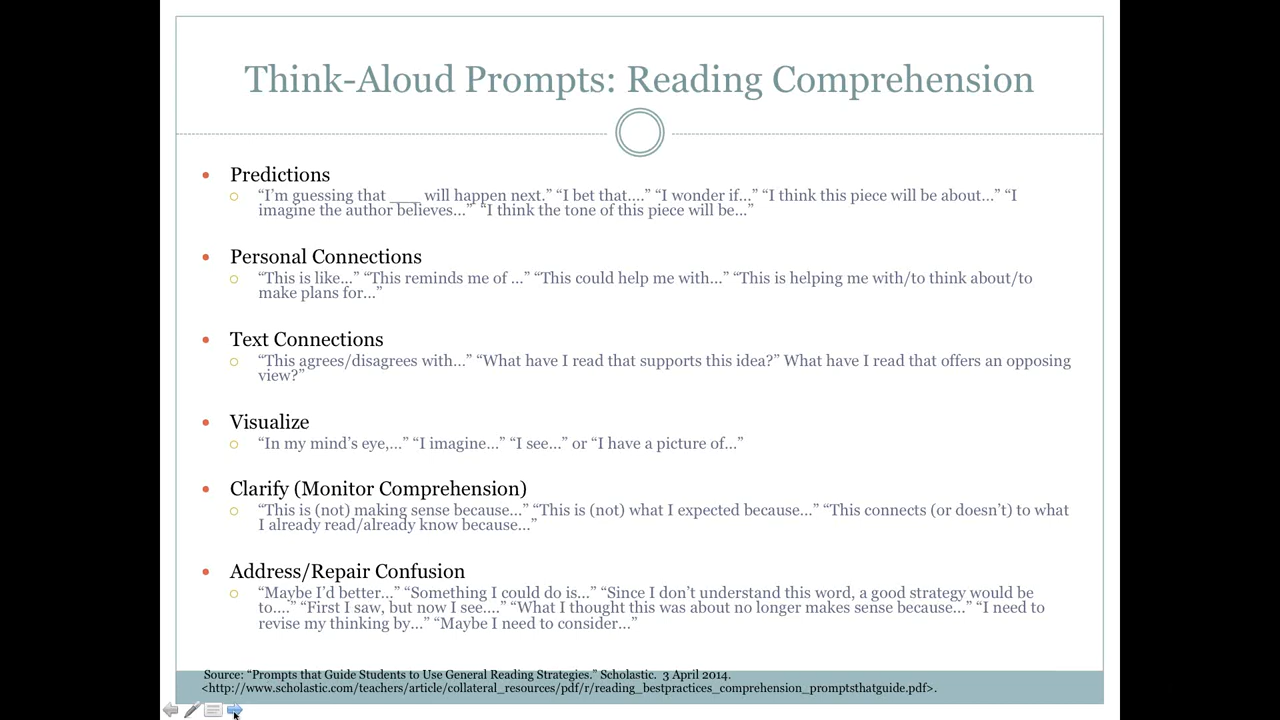 Think-Aloud Prompts: Reading Comprehension
Predictions
“I’m guessing that ___ will happen next.” “I bet that….” “I wonder if…” “I think this piece will be about…” “I
imagine the author believes…” “I think the tone of this piece will be…”
Personal Connections
“This is like…” “This reminds me of …” “This could help me with…” “This is helping me with/to think about/to
make plans for…”
Text Connections
“This agrees/disagrees with…” “What have I read that supports this idea?” What have I read that offers an opposing
view?”
Visualize
“In my mind’s eye,…” “I imagine…” “I see…” or “I have a picture of…”
Clarify (Monitor Comprehension)
“This is (not) making sense because…” “This is (not) what I expected because…” “This connects (or doesn’t) to what
I already read/already know because…”
Address/Repair Confusion
“Maybe I’d better…” “Something I could do is…” “Since I don’t understand this word, a good strategy would be
to….” “First I saw, but now I see….” “What I thought this was about no longer makes sense because…” “I need to
revise my thinking by…” “Maybe I need to consider…”
Source: “Prompts that Guide Students to Use General Reading Strategies.” Scholastic. 3 April 2014.
<http://www.scholastic.com/teachers/article/collateral_resources/pdf/r/reading_bestpractices_comprehension_promptsthatguide.pdf>.